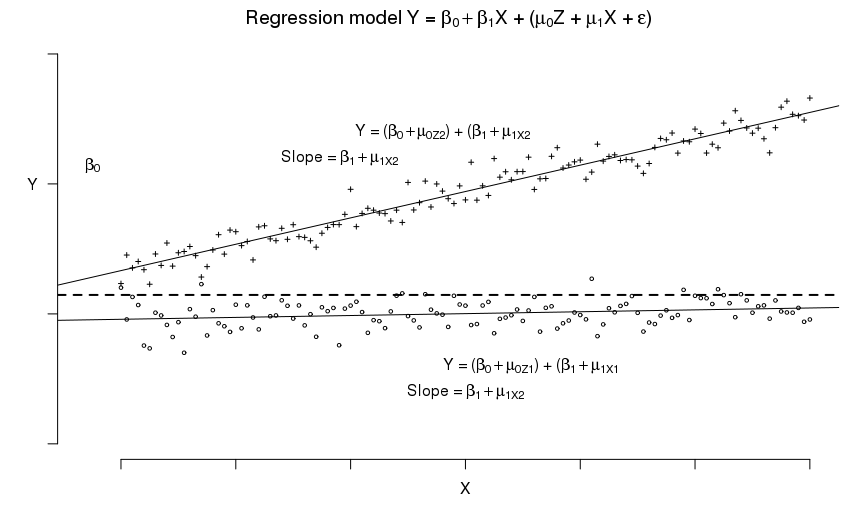 Regression model Y = β₀ + β₁X + (μ₀Z + μ₁X + ε)
Y = (β₀ + μ₀Z₂) + (β₁ + μ₁X₂
Slope = β₁ + μ₁X₂
β₀
Y
Y = (β₀ + μ₀Z₁) + (β₁ + μ₁X₁
Slope = β₁ + μ₁X₂
X